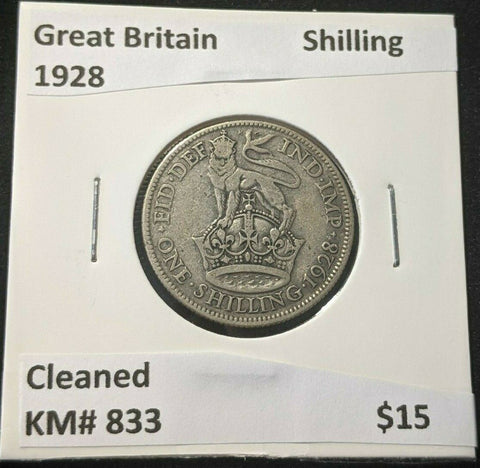 Great Britain Shilling
1928
·FID·DEF IND·IMP·
·ONE·SHILLING·1928·
Cleaned
KM# 833 $15